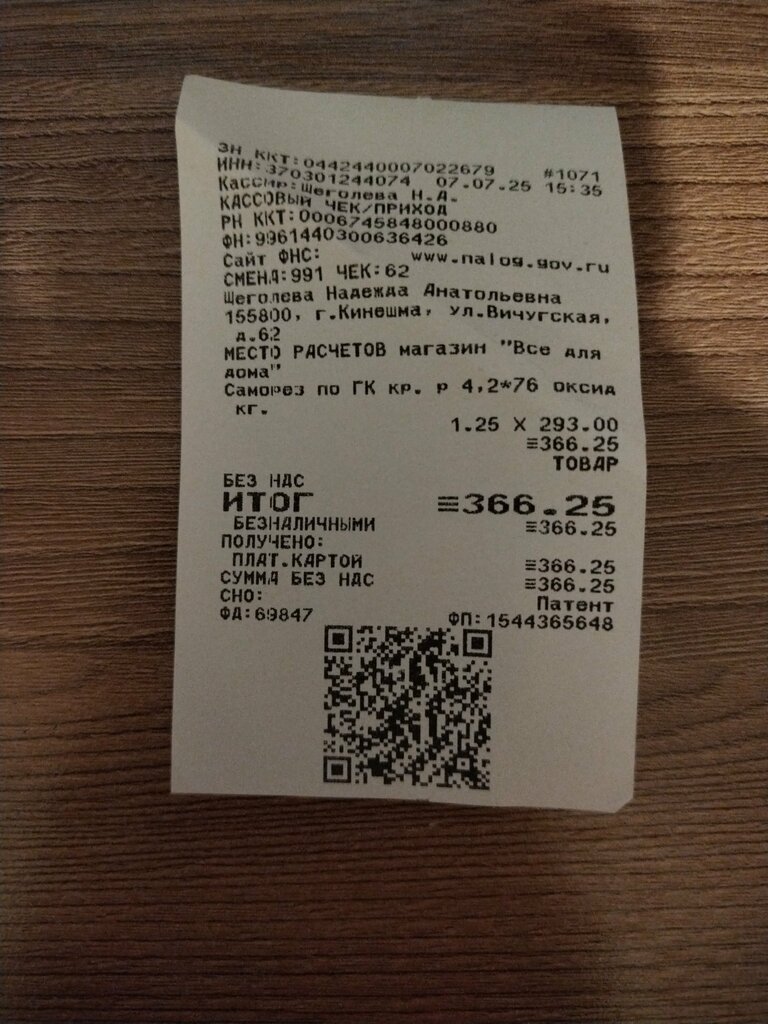 ЗН ККТ:0442440007022679 #1071
ИНН:370301244074 07.07.25 15:35
Кассир:Щеголева Н.А.
КАССОВЫЙ ЧЕК/ПРИХОД
РН ККТ:0006745848000880
ФН:9961440300636426
Сайт ФНС: www.nalog.gov.ru
СМЕНА:991 ЧЕК:62
Щеголева Надежда Анатольевна
155800, г.Кинешма, ул.Вичугская,
д.62
МЕСТО РАСЧЕТОВ магазин "Все для
дома"
Саморез по ГК кр. р 4,2*76 оксид
кг.
1.25 X 293.00
≡366.25
ТОВАР
БЕЗ НДС
ИТОГ ≡366.25
БЕЗНАЛИЧНЫМИ ≡366.25
ПОЛУЧЕНО:
ПЛАТ.КАРТОЙ ≡366.25
СУММА БЕЗ НДС ≡366.25
СНО: Патент
ФД:69847 ФП:1544365648